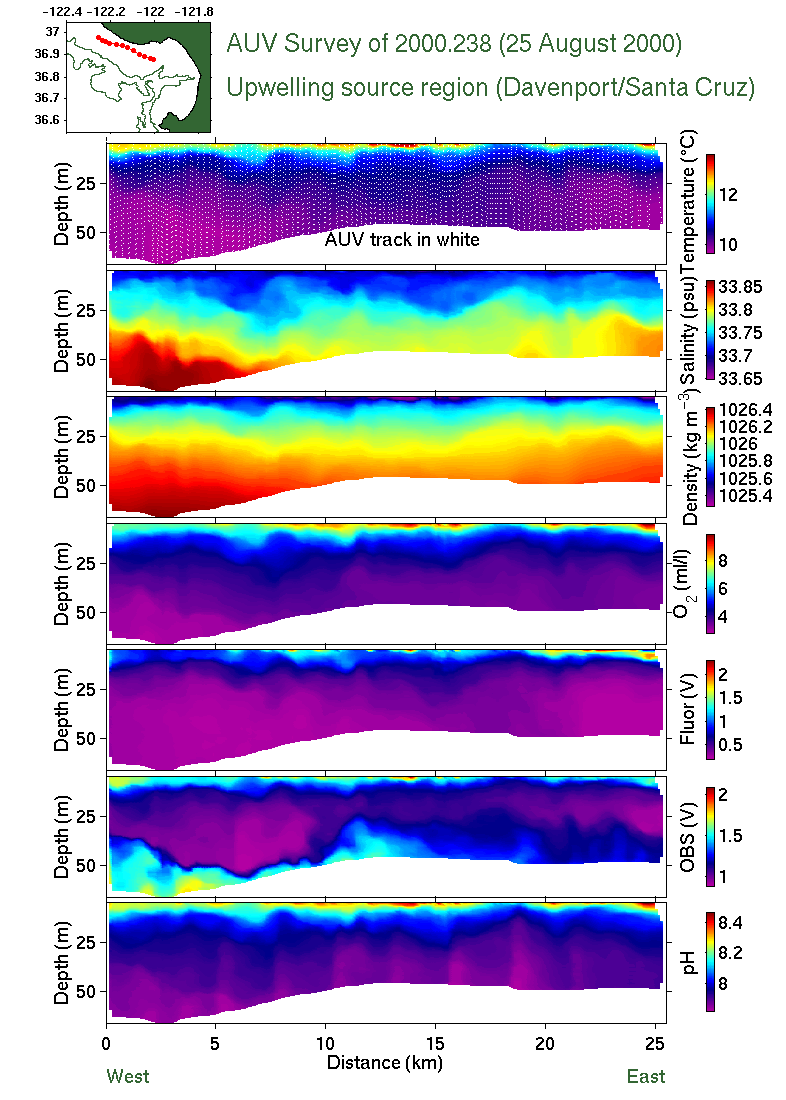 -122.4 -122.2 -122 -121.8
37
36.9
36.8
36.7
36.6
AUV Survey of 2000.238 (25 August 2000)
Upwelling source region (Davenport/Santa Cruz)
Depth (m)
25
50
AUV track in white
Temperature (°C)
12
10
Depth (m)
25
50
Salinity (psu)
33.85
33.8
33.75
33.7
33.65
Depth (m)
25
50
Density (kg m⁻³)
1026.4
1026.2
1026
1025.8
1025.6
1025.4
Depth (m)
25
50
O₂ (ml/l)
8
6
4
Depth (m)
25
50
Fluor (V)
2
1.5
1
0.5
Depth (m)
25
50
OBS (V)
2
1.5
1
Depth (m)
25
50
pH
8.4
8.2
8
0 5 10 15 20 25
Distance (km)
West East